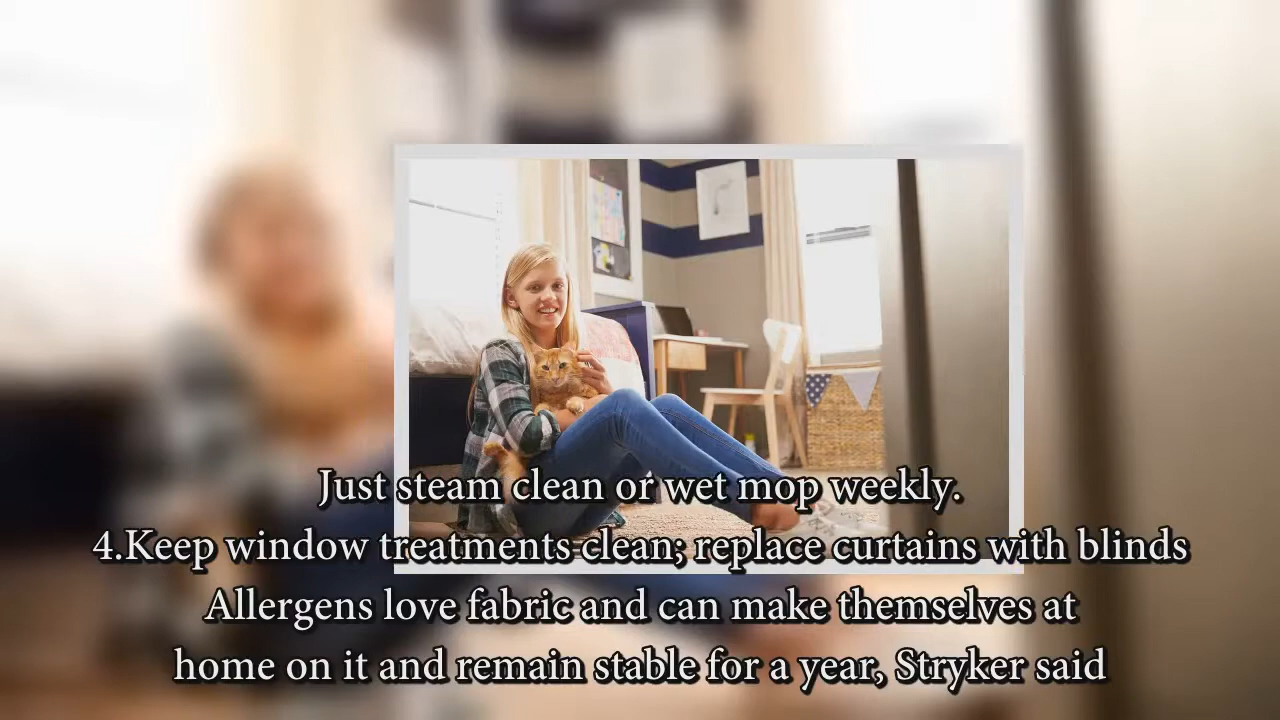 Just steam clean or wet mop weekly.
4.Keep window treatments clean; replace curtains with blinds
Allergens love fabric and can make themselves at
home on it and remain stable for a year, Stryker said